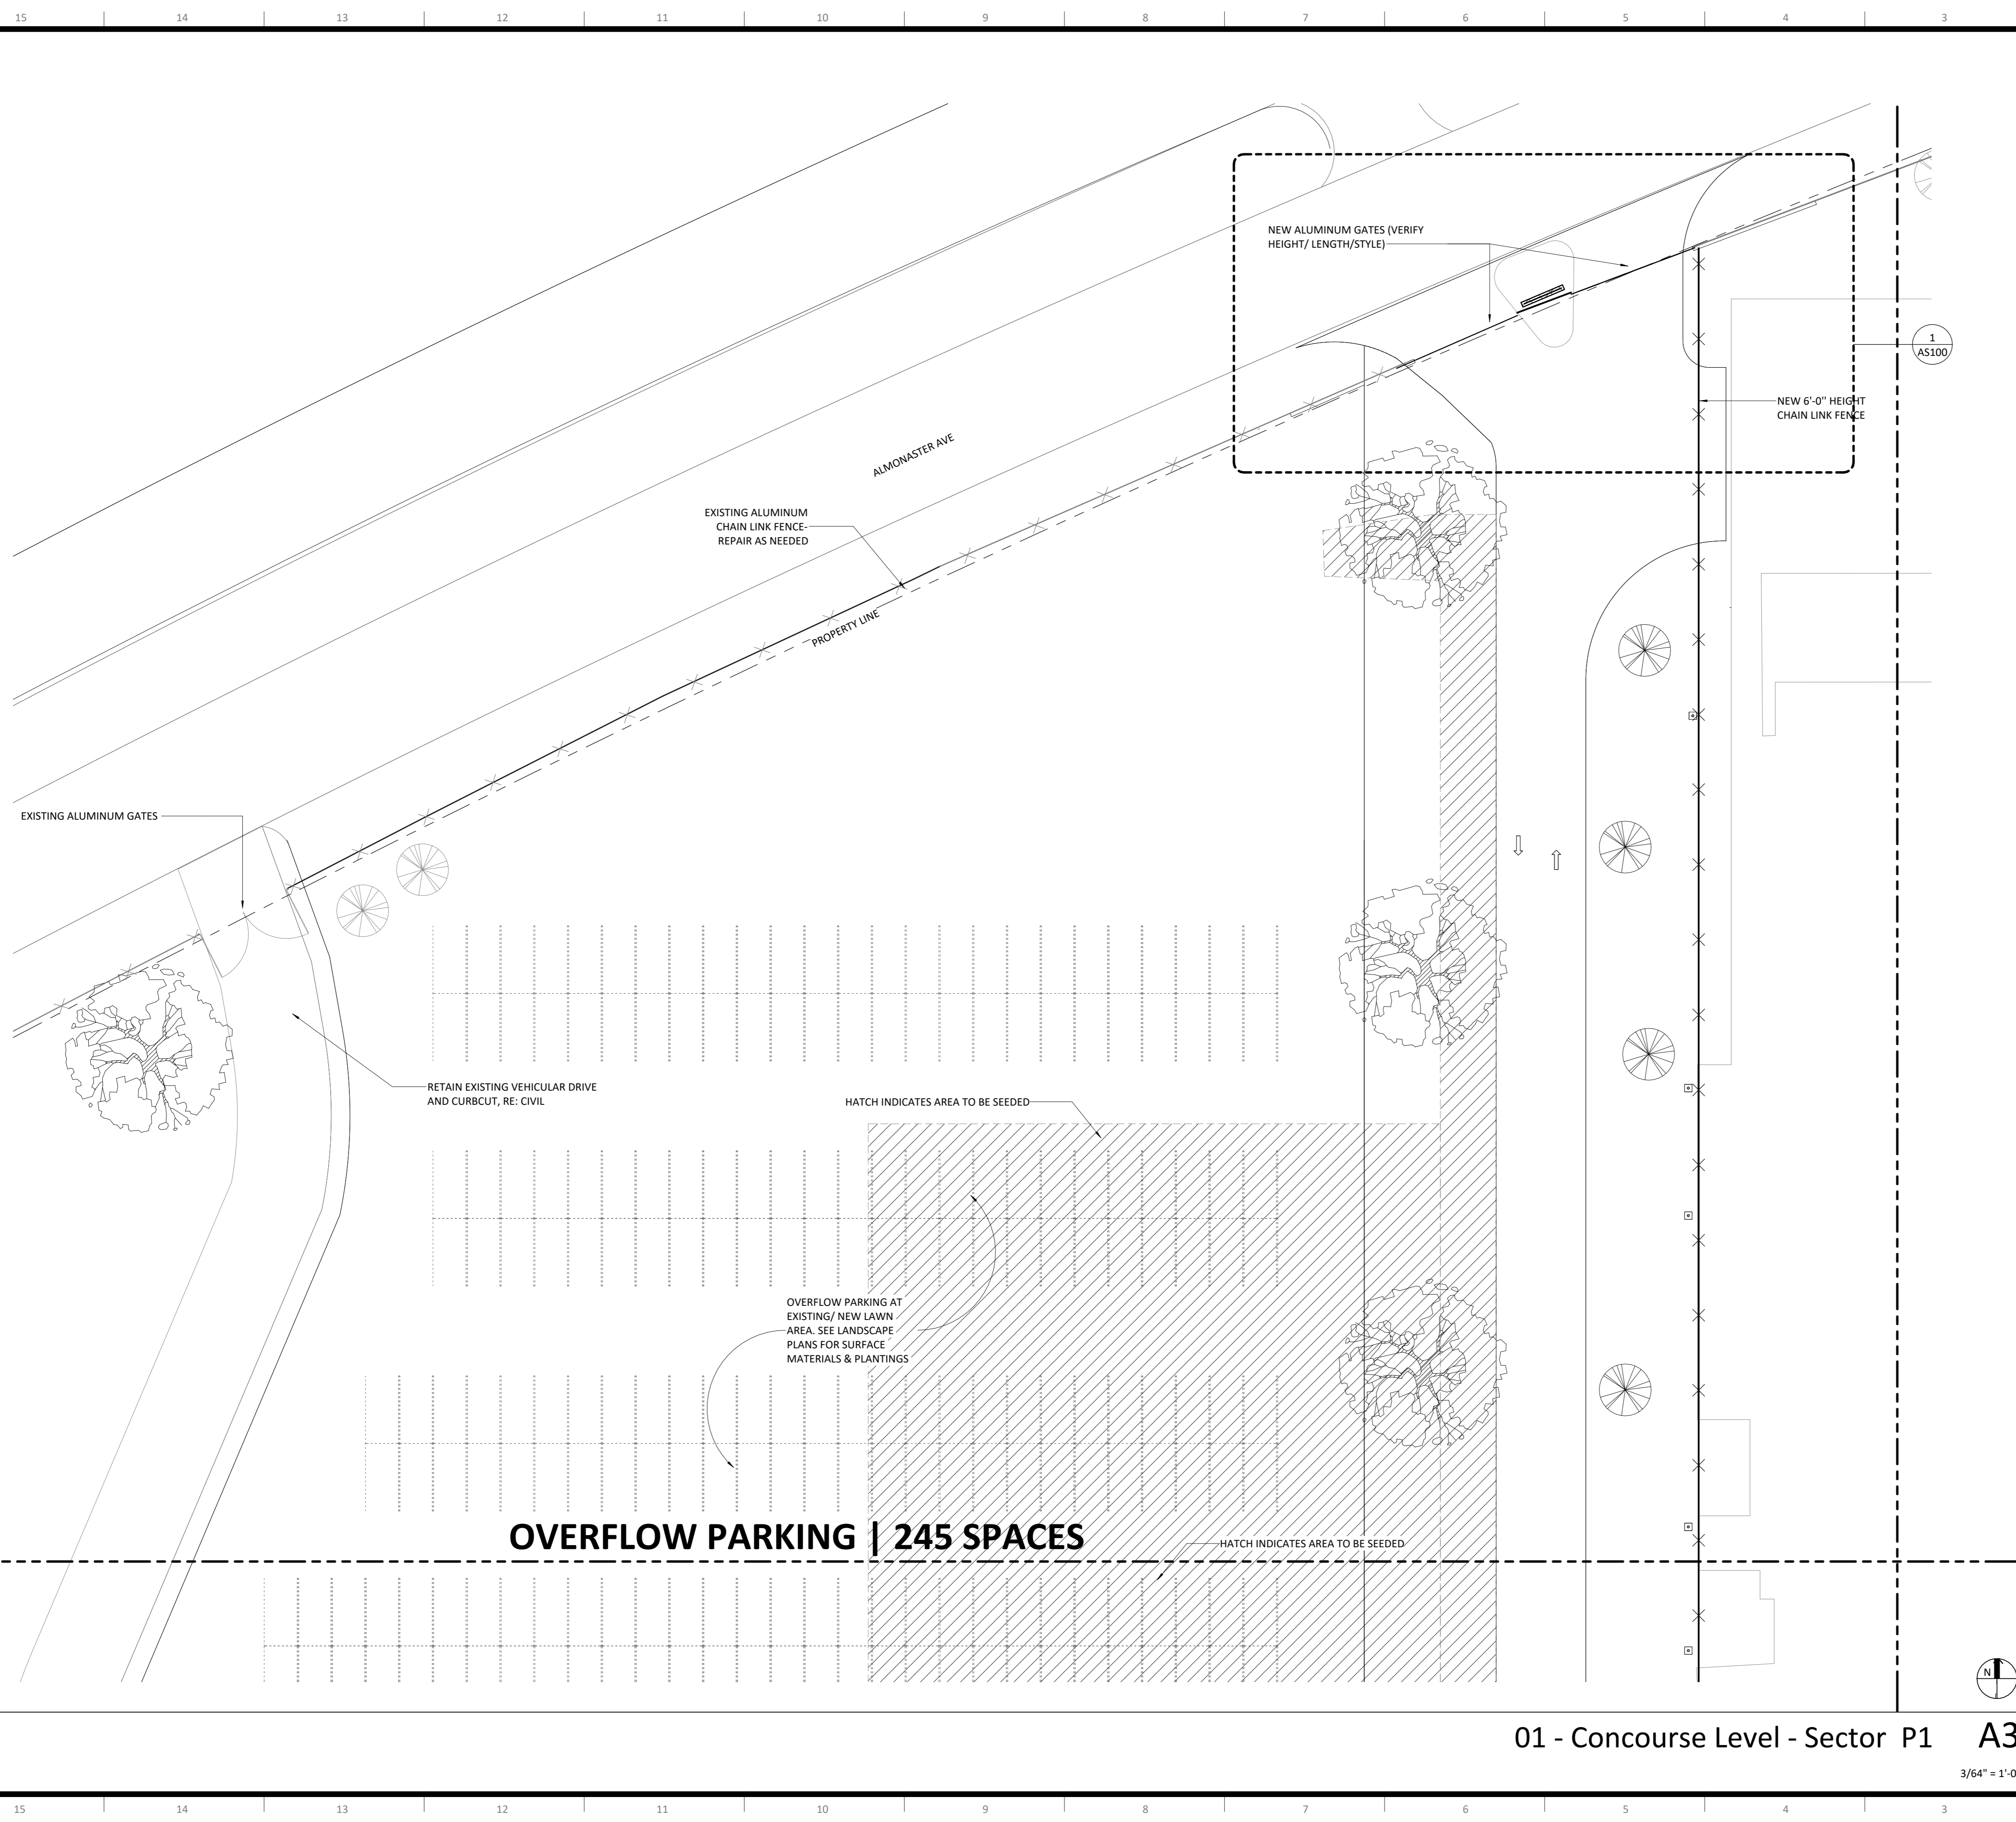 15 14 13 12 11 10 9 8 7 6 5 4 3
NEW ALUMINUM GATES (VERIFY
HEIGHT/ LENGTH/STYLE)
1
AS100
NEW 6'-0" HEIGHT
CHAIN LINK FENCE
ALMONASTER AVE
EXISTING ALUMINUM
CHAIN LINK FENCE-
REPAIR AS NEEDED
PROPERTY LINE
EXISTING ALUMINUM GATES
RETAIN EXISTING VEHICULAR DRIVE
AND CURBCUT, RE: CIVIL
HATCH INDICATES AREA TO BE SEEDED
OVERFLOW PARKING AT
EXISTING/ NEW LAWN
AREA. SEE LANDSCAPE
PLANS FOR SURFACE
MATERIALS & PLANTINGS
OVERFLOW PARKING | 245 SPACES
HATCH INDICATES AREA TO BE SEEDED
N
01 - Concourse Level - Sector P1 A3
3/64" = 1'-0
15 14 13 12 11 10 9 8 7 6 5 4 3